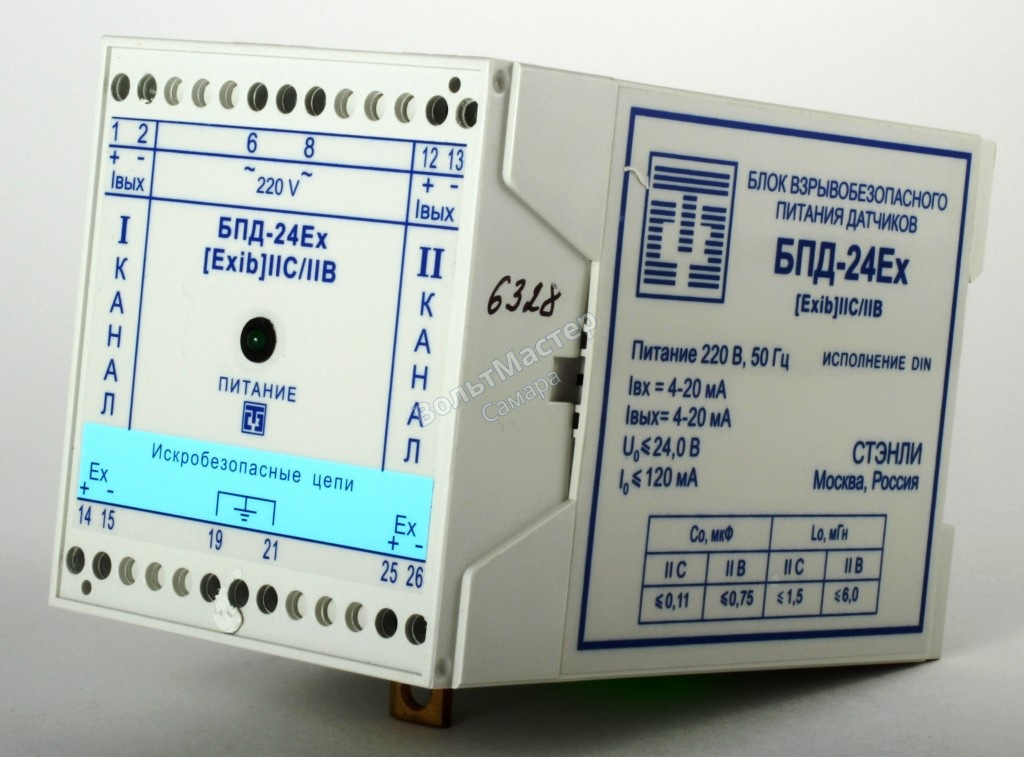 1 2 6 8 12 13
+ - ~ ~ + -
Iвых 220 V Iвых
БПД-24Ex
[Exib]IIC/IIB
I КАНАЛ
II КАНАЛ
ПИТАНИЕ
Искробезопасные цепи
Ex Ex
+ - + -
14 15 19 21 25 26
6328
ВольтМастер
Самара
БЛОК ВЗРЫВОБЕЗОПАСНОГО
ПИТАНИЯ ДАТЧИКОВ
БПД-24Ex
[Exib]IIC/IIB
Питание 220 В, 50 Гц ИСПОЛНЕНИЕ DIN
Iвх = 4-20 мА
Iвых= 4-20 мА
U₀⩽24,0 В
I₀⩽120 мА
СТЭНЛИ
Москва, Россия
Co, мкФ Lo, мГн
II C II B II C II B
⩽0,11 ⩽0,75 ⩽1,5 ⩽6,0